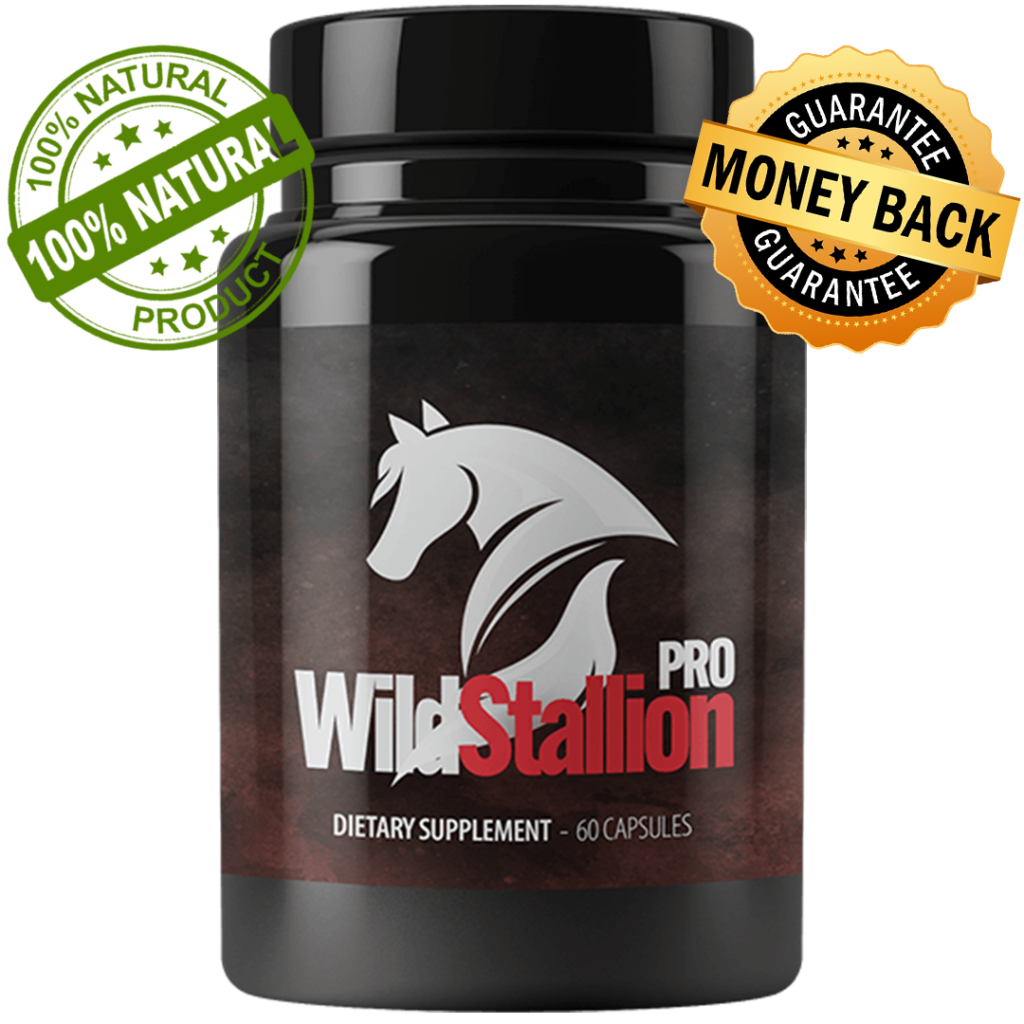 100% NATURAL
100% NATURAL
PRODUCT
GUARANTEE
MONEY BACK
GUARANTEE
PRO
WildStallion
DIETARY SUPPLEMENT - 60 CAPSULES